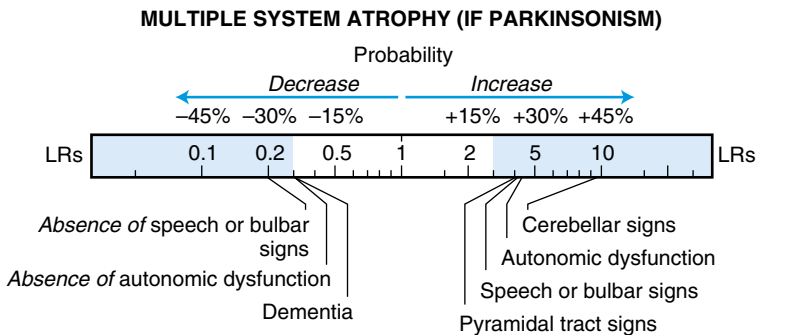 MULTIPLE SYSTEM ATROPHY (IF PARKINSONISM)
Probability
Decrease Increase
–45% –30% –15% +15% +30% +45%
LRs 0.1 0.2 0.5 1 2 5 10 LRs
Absence of speech or bulbar
signs
Absence of autonomic dysfunction
Dementia
Cerebellar signs
Autonomic dysfunction
Speech or bulbar signs
Pyramidal tract signs